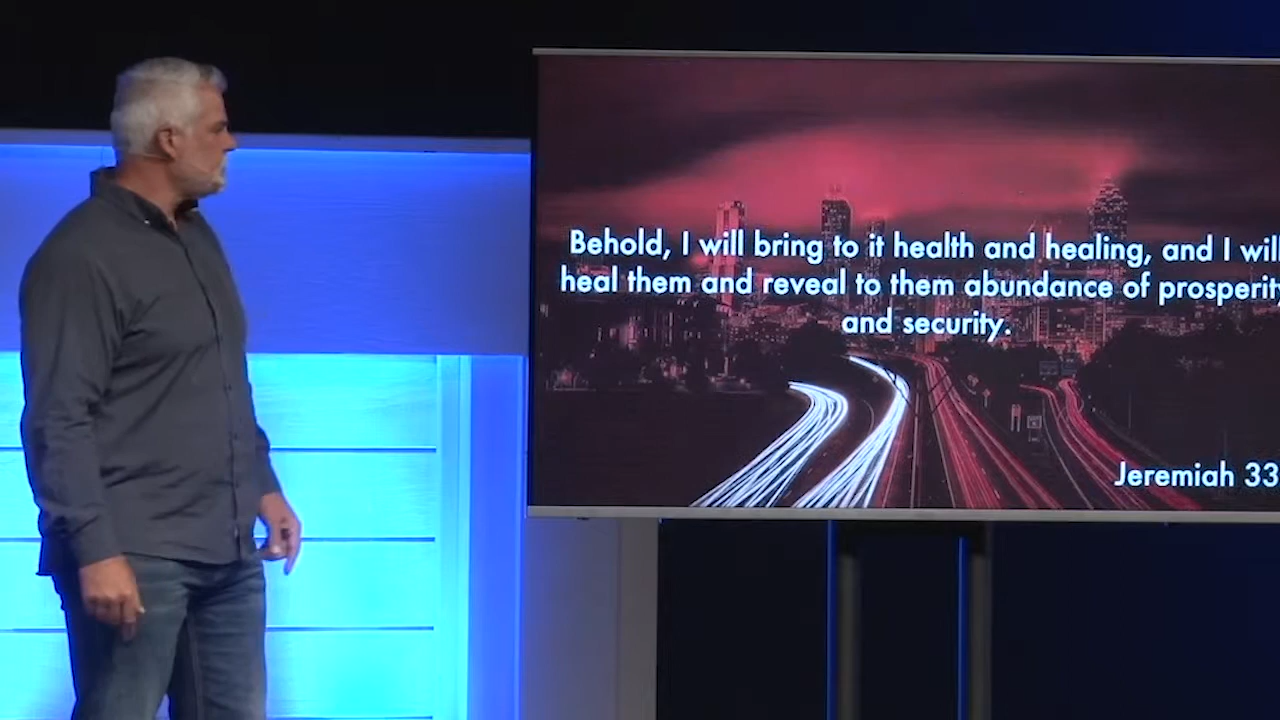 Behold, I will bring to it health and healing, and I will
heal them and reveal to them abundance of prosperity
and security.
Jeremiah 33